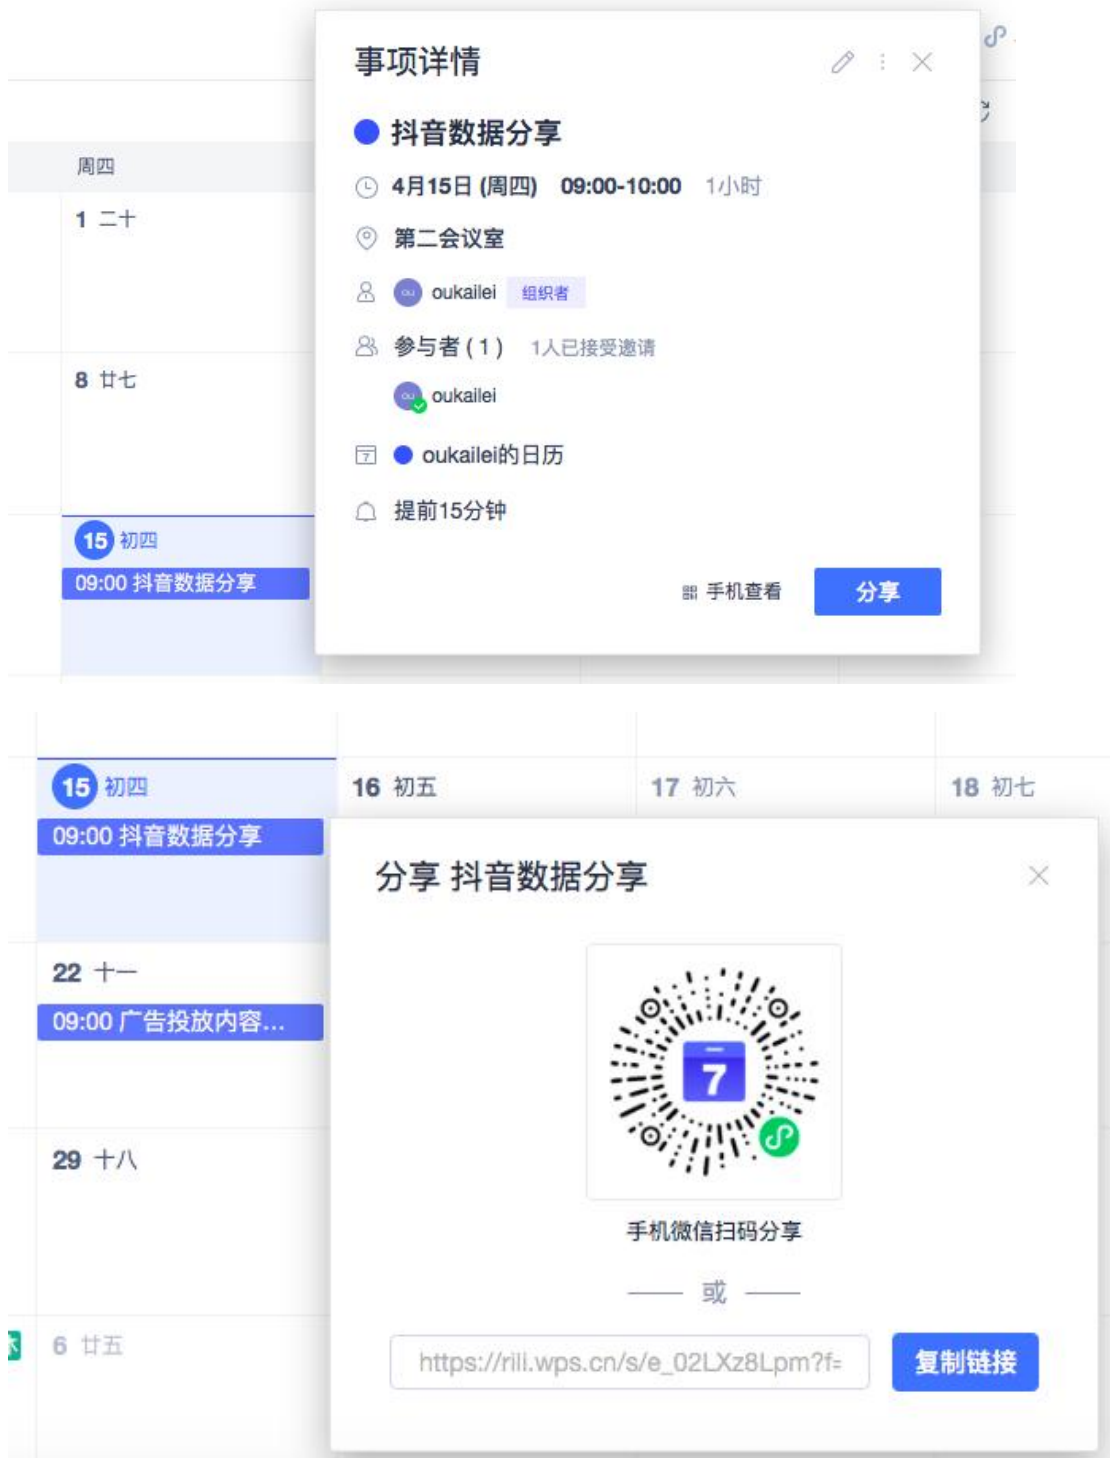 事项详情
抖音数据分享
4月15日 (周四) 09:00-10:00 1小时
第二会议室
ou oukailei 组织者
参与者 ( 1 ) 1人已接受邀请
ou oukailei
7 oukailei的日历
提前15分钟
手机查看 分享
周四
1 二十
8 廿七
15 初四
09:00 抖音数据分享
15 初四 16 初五 17 初六 18 初七
09:00 抖音数据分享
22 十一
09:00 广告投放内容...
29 十八
6 廿五
分享 抖音数据分享
7
手机微信扫码分享
或
https://rili.wps.cn/s/e_02LXz8Lpm?f=
复制链接